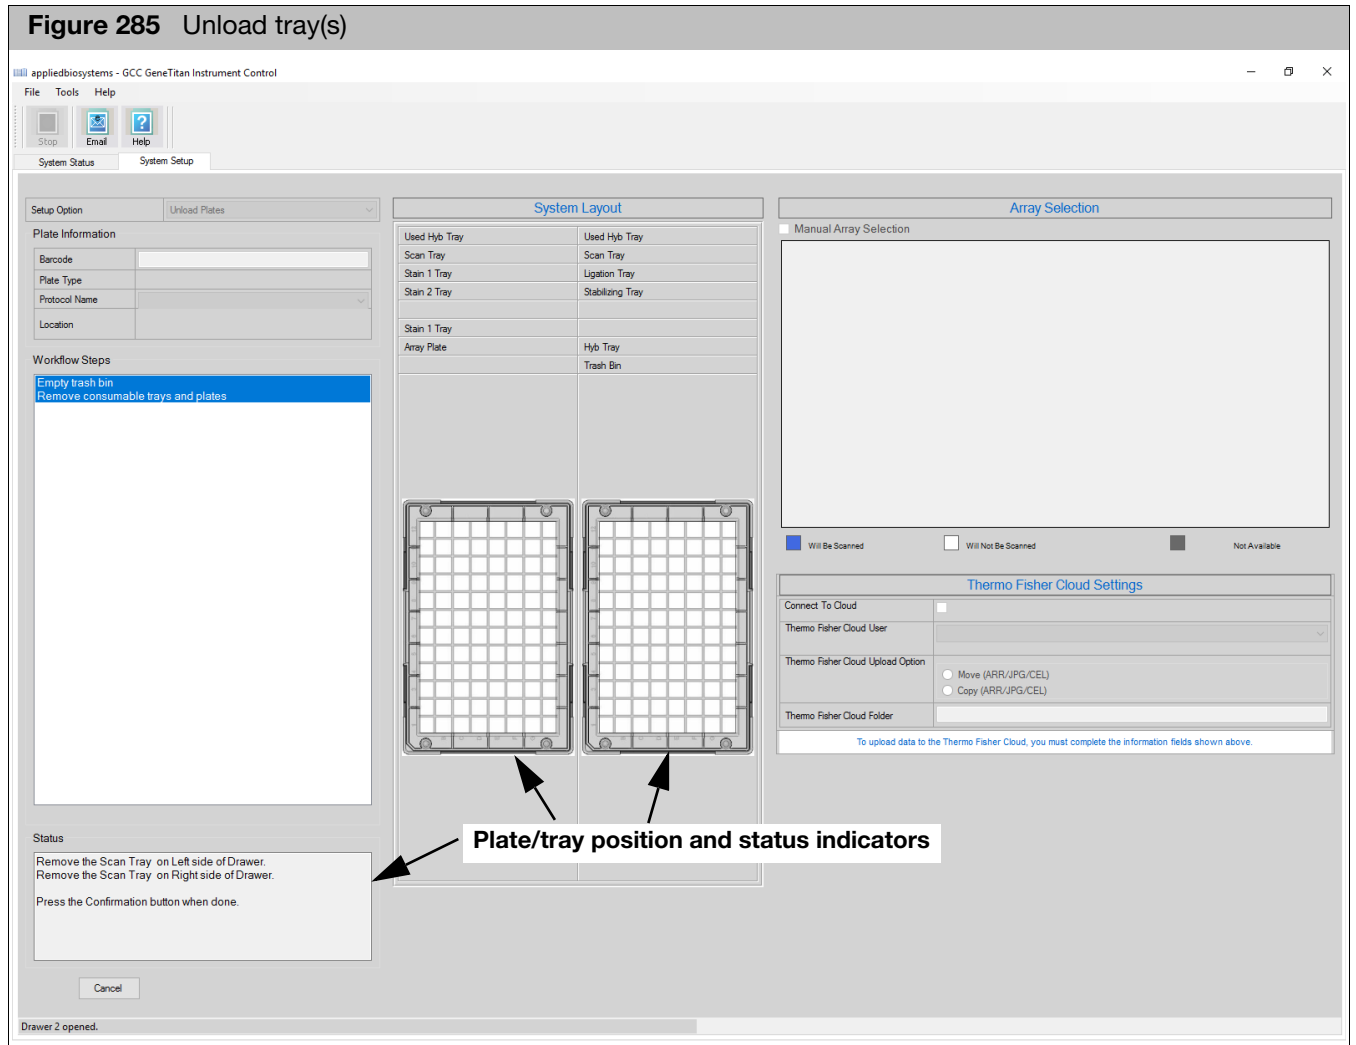 Figure 285 Unload tray(s)
appliedbiosystems - GCC GeneTitan Instrument Control
File Tools Help
Stop Email Help
System Status System Setup
Setup Option Unload Plates
Plate Information
Barcode
Plate Type
Protocol Name
Location
Workflow Steps
Empty trash bin
Remove consumable trays and plates
Status
Remove the Scan Tray on Left side of Drawer.
Remove the Scan Tray on Right side of Drawer.
Press the Confirmation button when done.
Cancel
Drawer 2 opened.
System Layout
Used Hyb Tray Used Hyb Tray
Scan Tray Scan Tray
Stain 1 Tray Ligation Tray
Stain 2 Tray Stabilizing Tray
Stain 1 Tray
Array Plate Hyb Tray
Trash Bin
Plate/tray position and status indicators
Array Selection
Manual Array Selection
Will Be Scanned Will Not Be Scanned Not Available
Thermo Fisher Cloud Settings
Connect To Cloud
Thermo Fisher Cloud User
Thermo Fisher Cloud Upload Option
Move (ARR/JPG/CEL)
Copy (ARR/JPG/CEL)
Thermo Fisher Cloud Folder
To upload data to the Thermo Fisher Cloud, you must complete the information fields shown above.